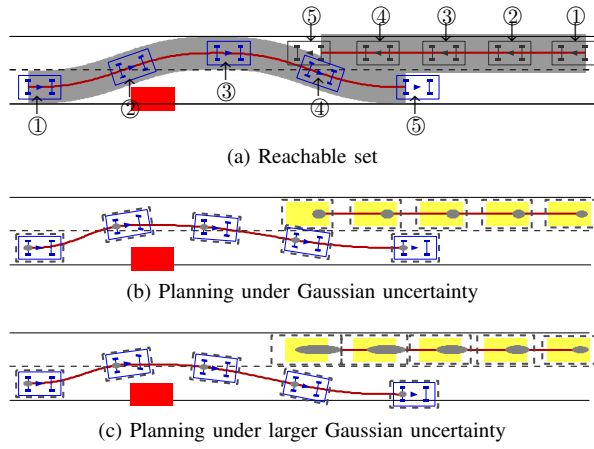 ⑤ ④ ③ ② ①
① ② ③ ④ ⑤
(a) Reachable set
(b) Planning under Gaussian uncertainty
(c) Planning under larger Gaussian uncertainty